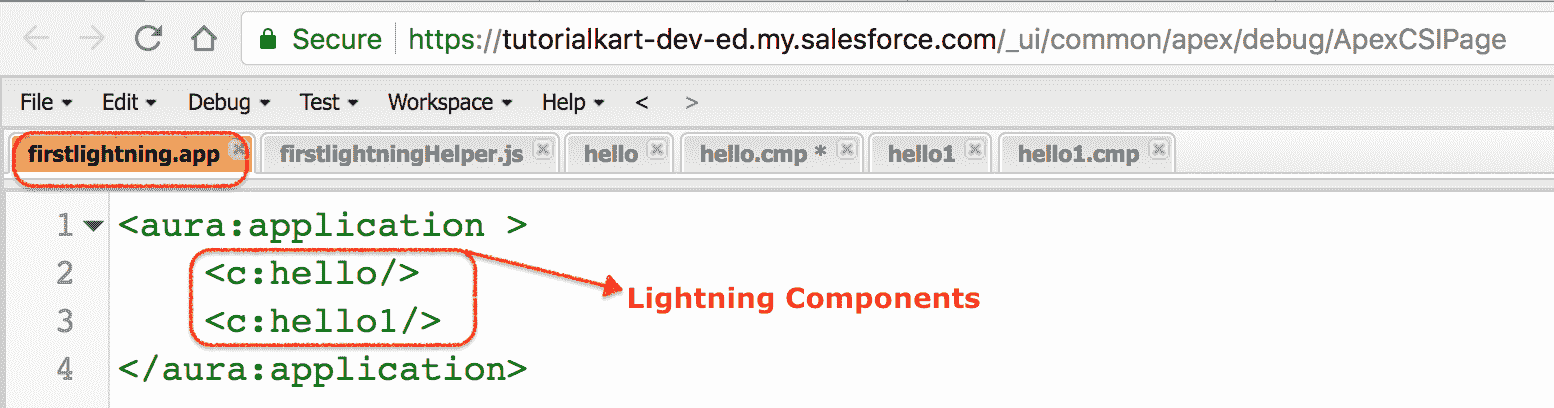 Secure https://tutorialkart-dev-ed.my.salesforce.com/_ui/common/apex/debug/ApexCSIPage
File Edit Debug Test Workspace Help < >
firstlightning.app firstlightningHelper.js hello hello.cmp * hello1 hello1.cmp
1 <aura:application >
2 <c:hello/>
Lightning Components
3 <c:hello1/>
4 </aura:application>